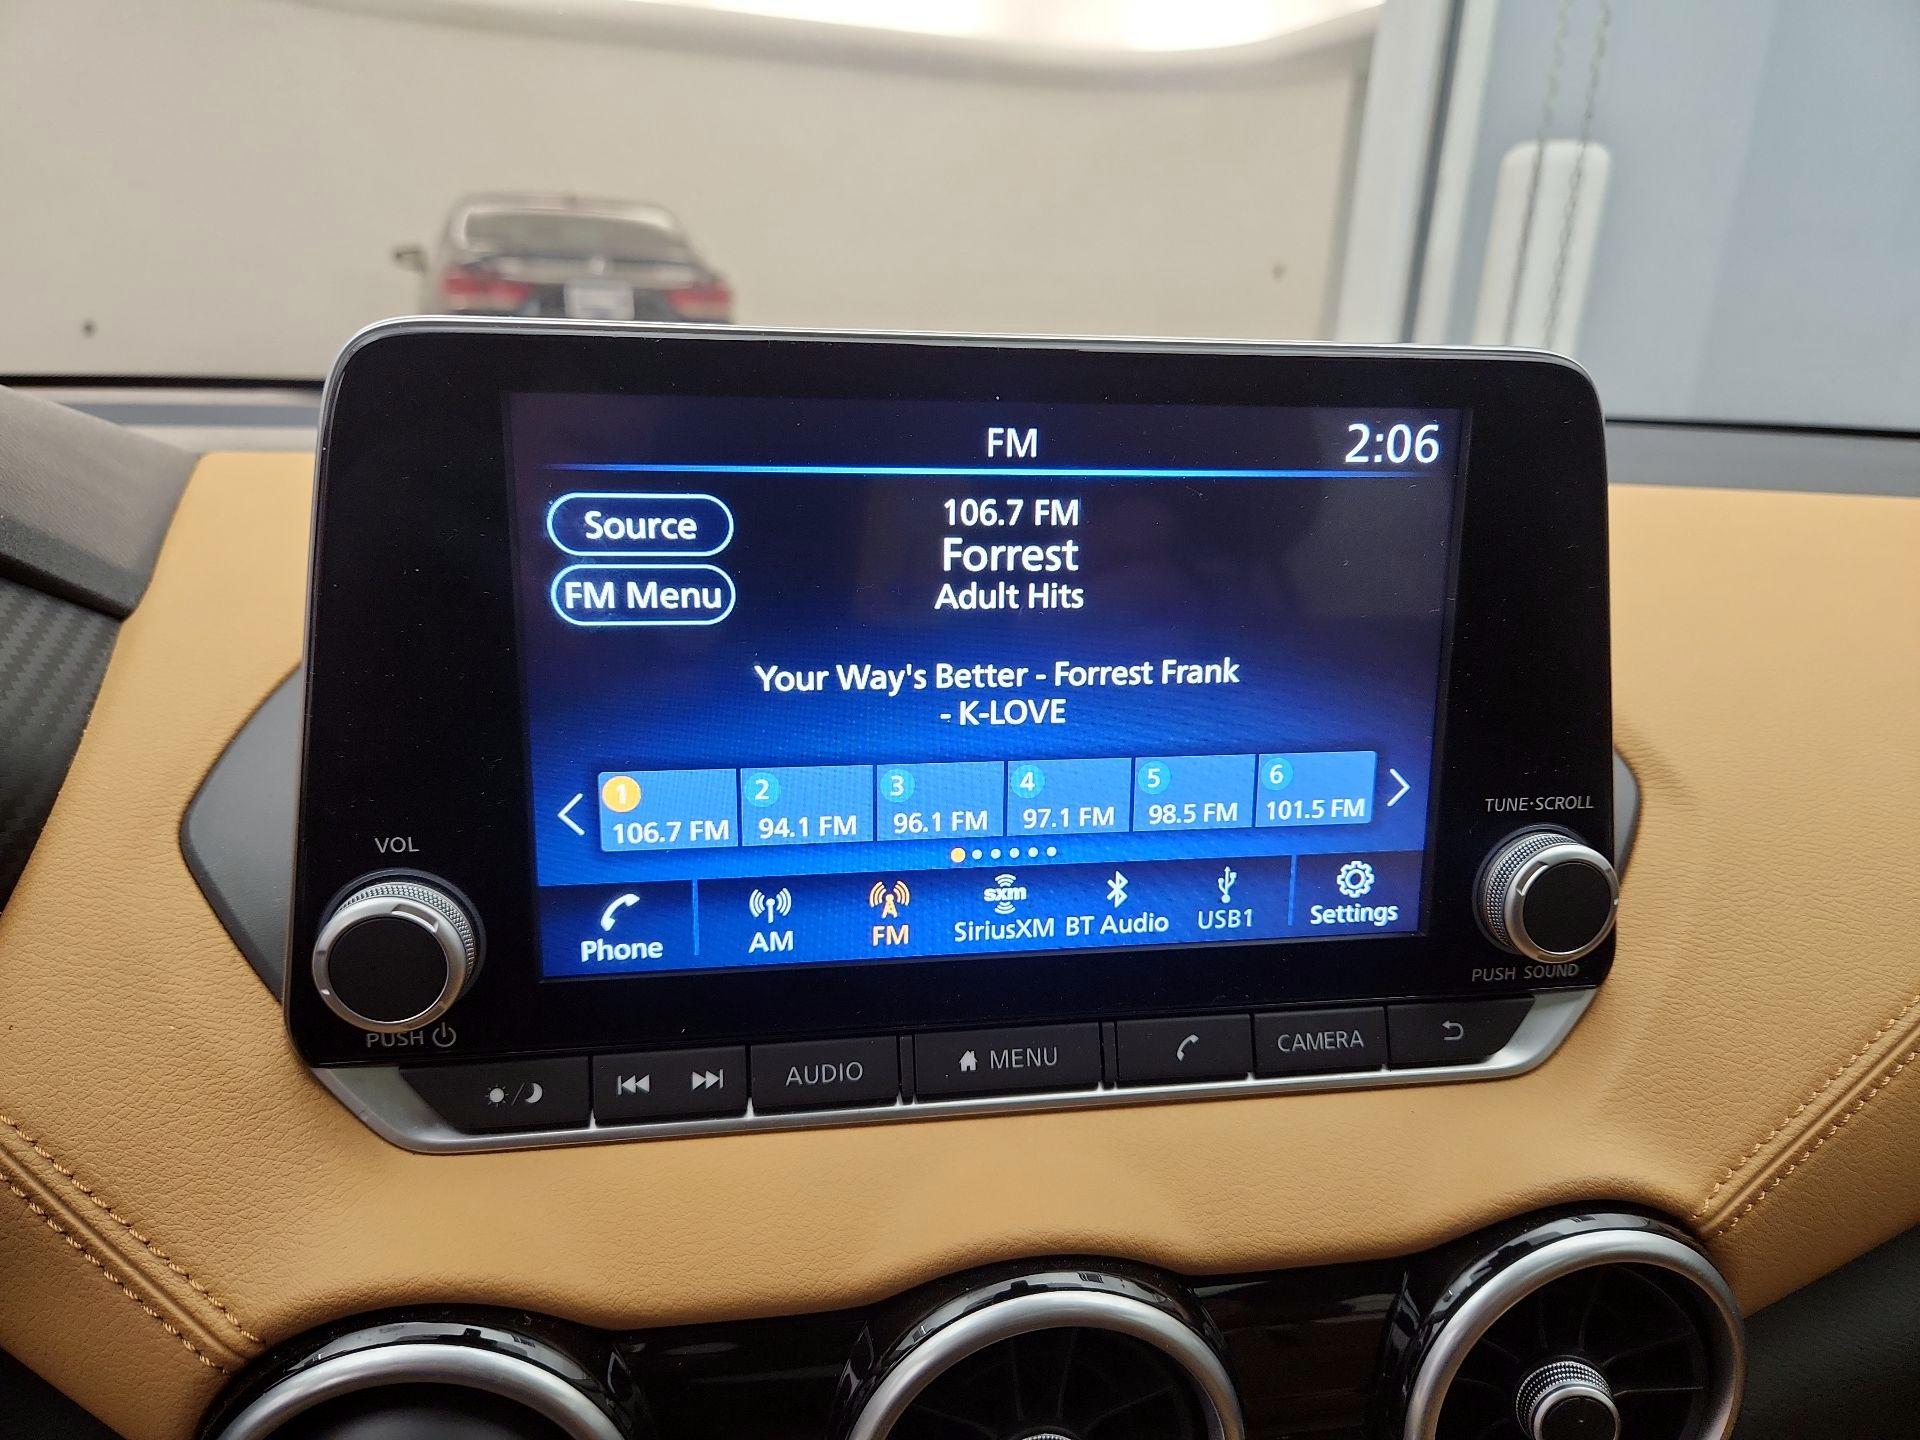 FM 2:06
Source
FM Menu
106.7 FM
Forrest
Adult Hits
Your Way's Better - Forrest Frank
- K-LOVE
1 2 3 4 5 6
106.7 FM 94.1 FM 96.1 FM 97.1 FM 98.5 FM 101.5 FM
Phone AM FM sxm SiriusXM BT Audio USB1 Settings
VOL
PUSH
TUNE·SCROLL
PUSH SOUND
AUDIO MENU CAMERA